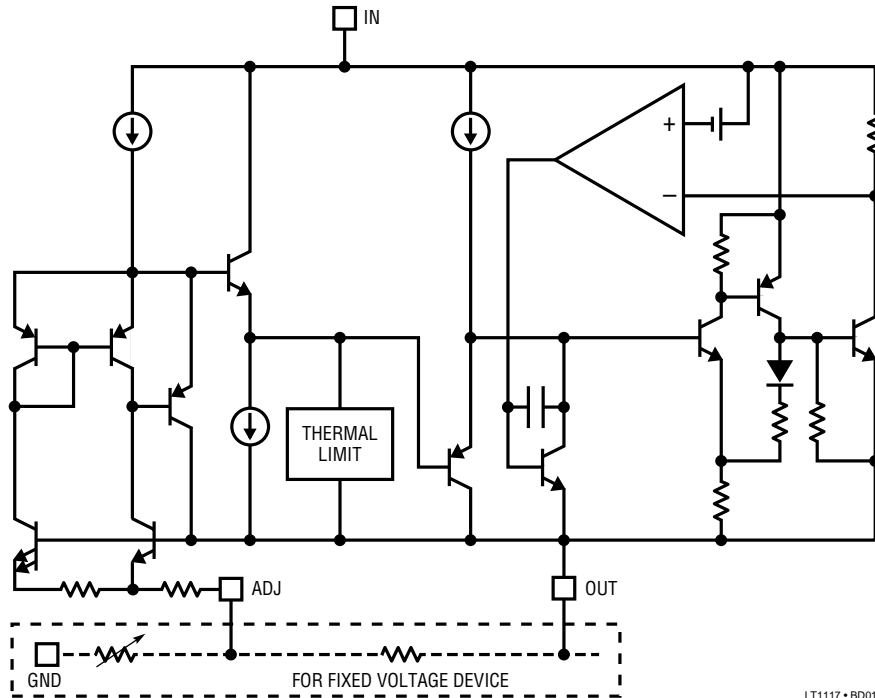 IN
+
−
THERMAL
LIMIT
ADJ
OUT
GND
FOR FIXED VOLTAGE DEVICE
LT1117 • BD01